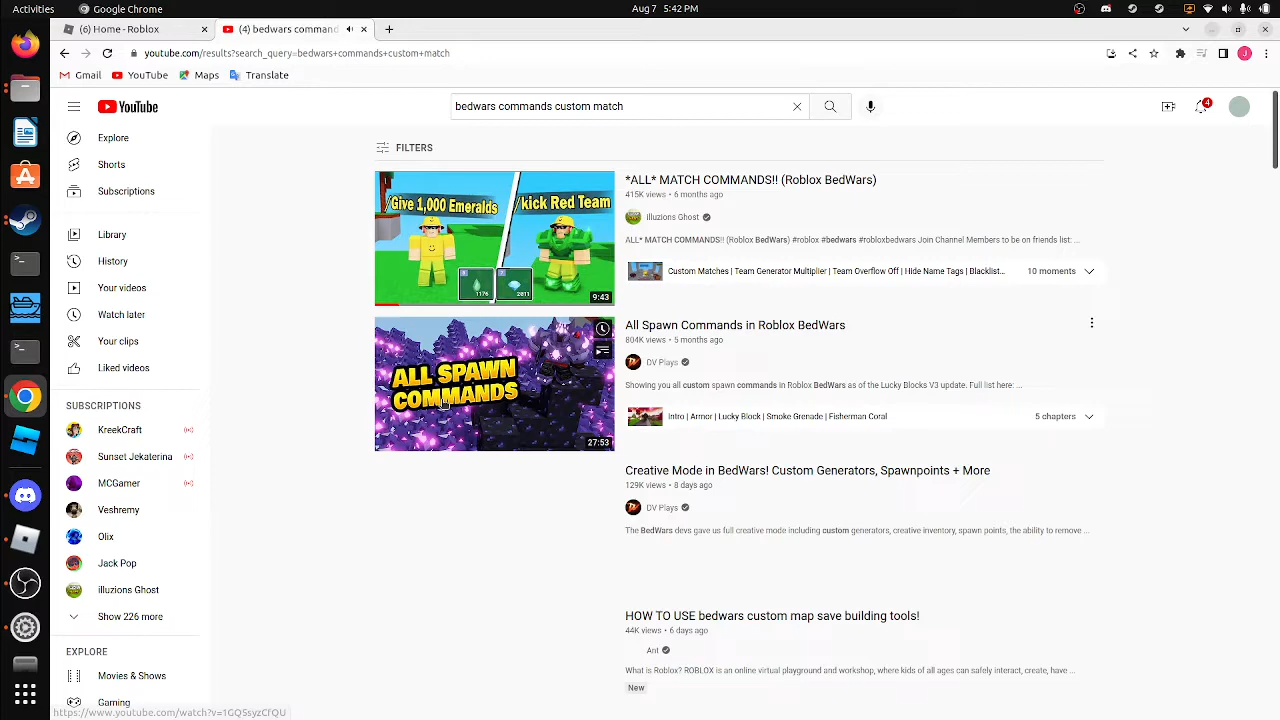 Activities
Google Chrome
Aug 7 5:42 PM
(6) Home - Roblox
(4) bedwars command
youtube.com/results?search_query=bedwars+commands+custom+match
J
Gmail
YouTube
Maps
Translate
YouTube
bedwars commands custom match
4
Explore
Shorts
Subscriptions
Library
History
Your videos
Watch later
Your clips
Liked videos
SUBSCRIPTIONS
KreekCraft
Sunset Jekaterina
MCGamer
Veshremy
Olix
Jack Pop
illuzions Ghost
Show 226 more
EXPLORE
Movies & Shows
Gaming
FILTERS
/Give 1,000 Emeralds
/kick Red Team
1176
2811
9:43
*ALL* MATCH COMMANDS!! (Roblox BedWars)
415K views • 6 months ago
illuzions Ghost
ALL* MATCH COMMANDS!! (Roblox BedWars) #roblox #bedwars #robloxbedwars Join Channel Members to be on friends list: ...
Custom Matches | Team Generator Multiplier | Team Overflow Off | Hide Name Tags | Blacklist...
10 moments
ALL SPAWN
COMMANDS
27:53
All Spawn Commands in Roblox BedWars
804K views • 5 months ago
DV Plays
Showing you all custom spawn commands in Roblox BedWars as of the Lucky Blocks V3 update. Full list here: ...
Intro | Armor | Lucky Block | Smoke Grenade | Fisherman Coral
5 chapters
Creative Mode in BedWars! Custom Generators, Spawnpoints + More
129K views • 8 days ago
DV Plays
The BedWars devs gave us full creative mode including custom generators, creative inventory, spawn points, the ability to remove ...
HOW TO USE bedwars custom map save building tools!
44K views • 6 days ago
Ant
What is Roblox? ROBLOX is an online virtual playground and workshop, where kids of all ages can safely interact, create, have ...
New
https://www.youtube.com/watch?v=1GQSsyzCfQU